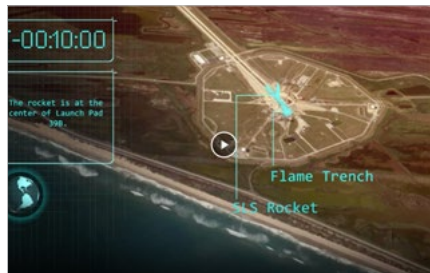 T-00:10:00
The rocket is at the
center of Launch Pad
39B.
Flame Trench
SLS Rocket